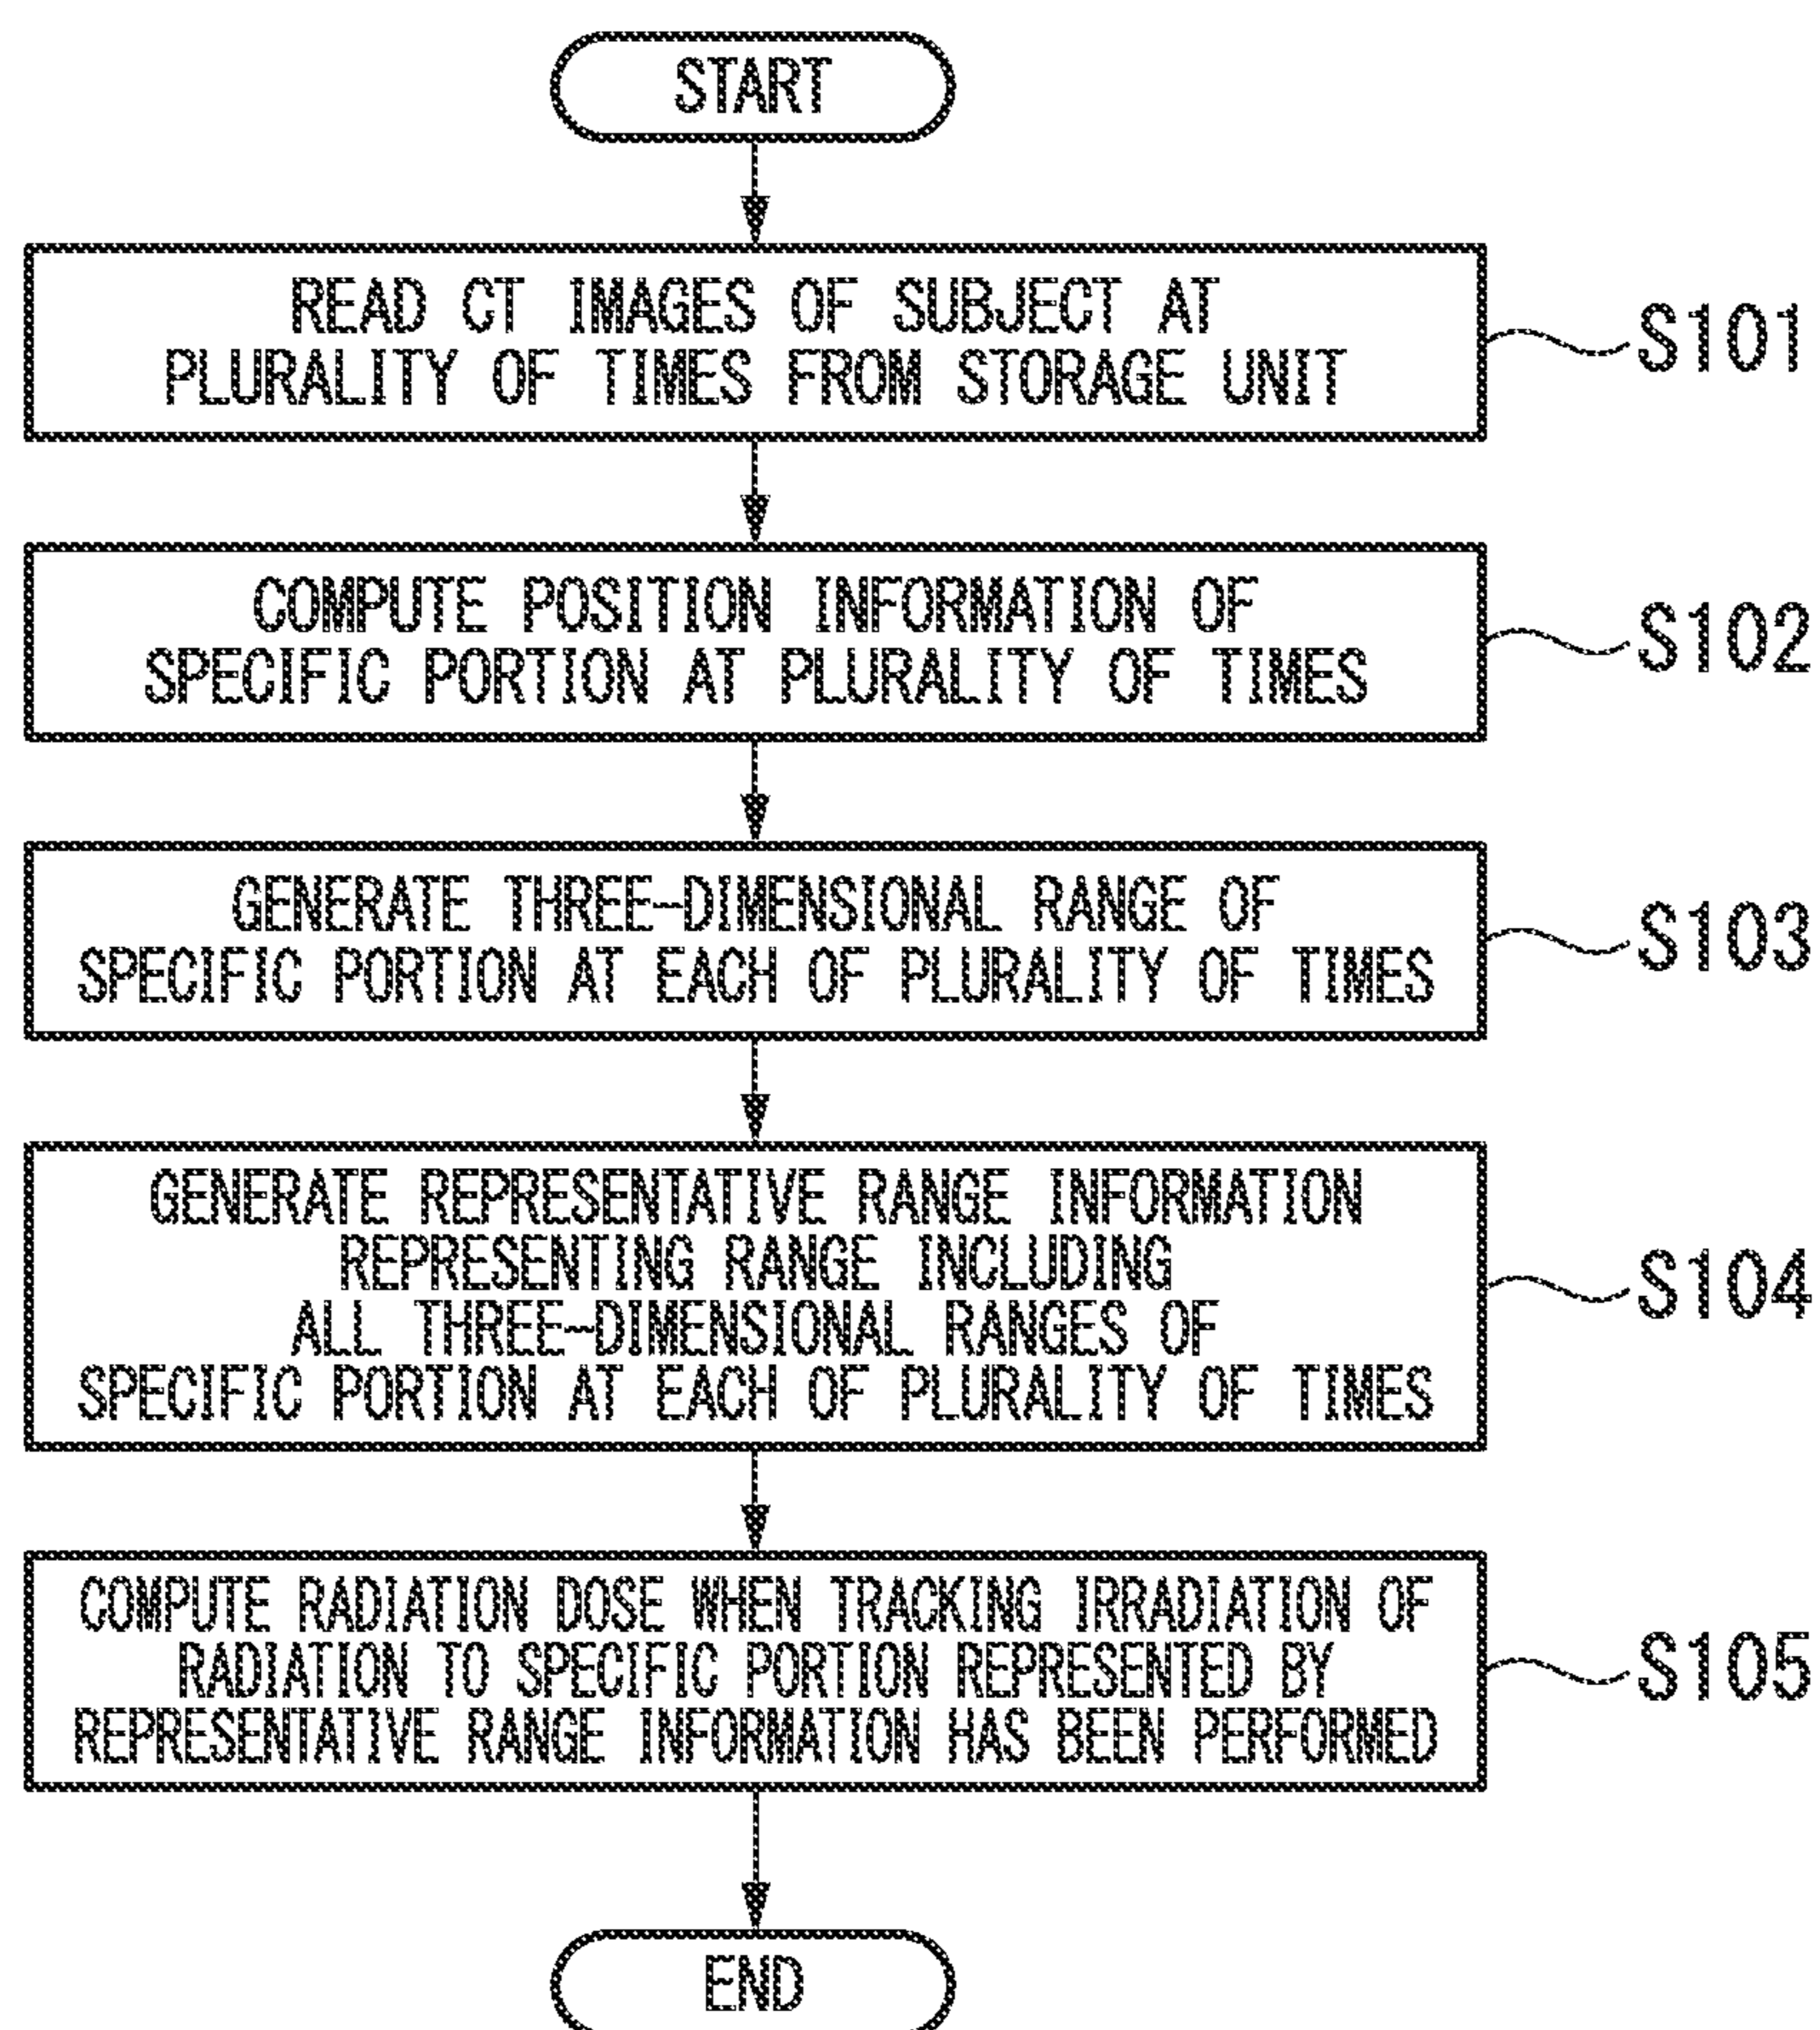 START
READ CT IMAGES OF SUBJECT AT
PLURALITY OF TIMES FROM STORAGE UNIT
S101
COMPUTE POSITION INFORMATION OF
SPECIFIC PORTION AT PLURALITY OF TIMES
S102
GENERATE THREE-DIMENSIONAL RANGE OF
SPECIFIC PORTION AT EACH OF PLURALITY OF TIMES
S103
GENERATE REPRESENTATIVE RANGE INFORMATION
REPRESENTING RANGE INCLUDING
ALL THREE-DIMENSIONAL RANGES OF
SPECIFIC PORTION AT EACH OF PLURALITY OF TIMES
S104
COMPUTE RADIATION DOSE WHEN TRACKING IRRADIATION OF
RADIATION TO SPECIFIC PORTION REPRESENTED BY
REPRESENTATIVE RANGE INFORMATION HAS BEEN PERFORMED
S105
END